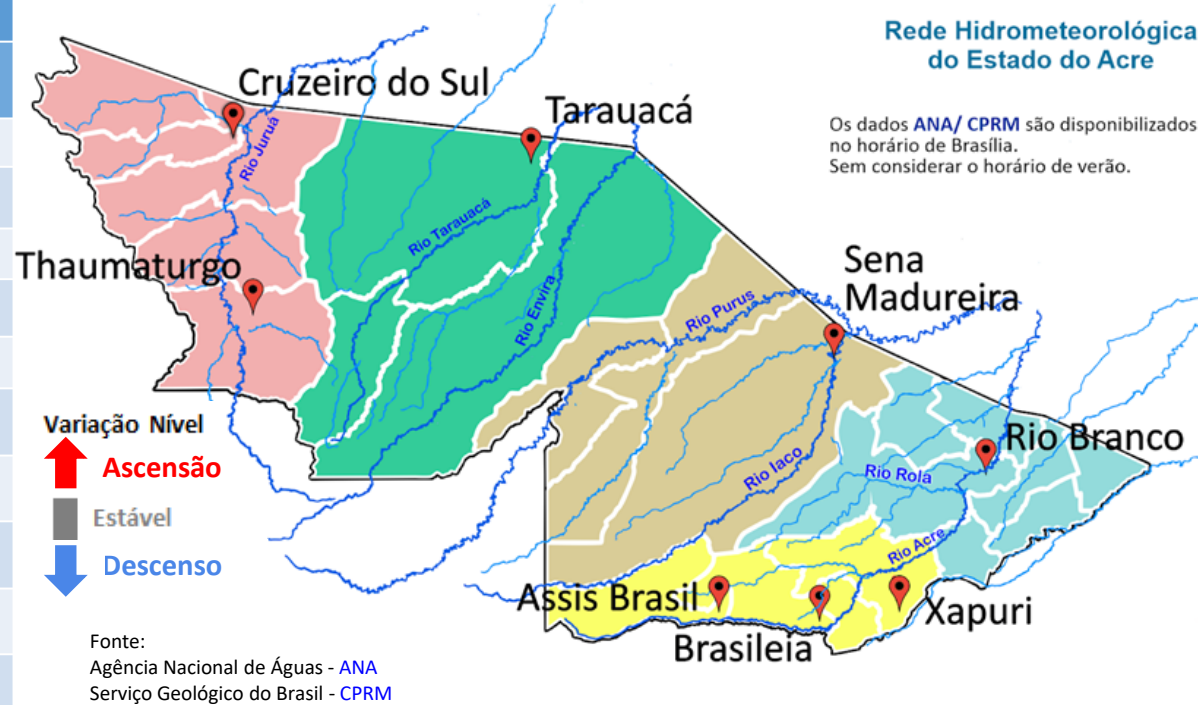 Rede Hidrometeorológica
do Estado do Acre
Os dados ANA/ CPRM são disponibilizados
no horário de Brasília.
Sem considerar o horário de verão.
Cruzeiro do Sul
Tarauacá
Rio Juruá
Rio Tarauacá
Thaumaturgo
Rio Envira
Sena
Madureira
Rio Purus
Variação Nível
Ascensão
Estável
Descenso
Rio Branco
Rio Iaco
Rio Rola
Rio Acre
Assis Brasil
Xapuri
Brasileia
Fonte:
Agência Nacional de Águas - ANA
Serviço Geológico do Brasil - CPRM